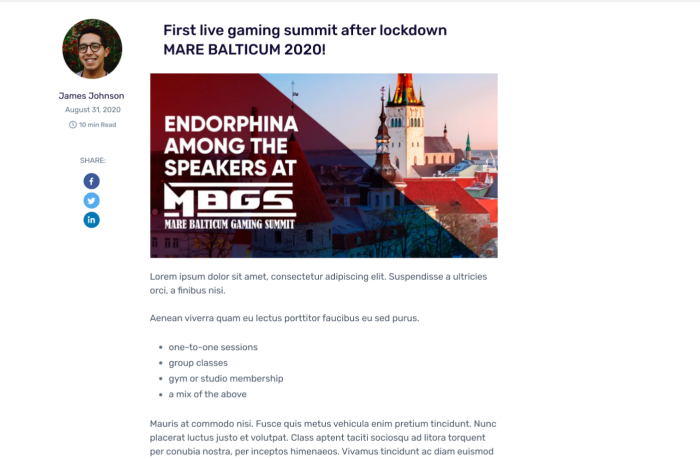 First live gaming summit after lockdown
MARE BALTICUM 2020!
James Johnson
August 31, 2020
10 min Read
SHARE:
f
in
ENDORPHINA
AMONG THE
SPEAKERS AT
MBGS
MARE BALTICUM GAMING SUMMIT
Lorem ipsum dolor sit amet, consectetur adipiscing elit. Suspendisse a ultricies
orci, a finibus nisi.
Aenean viverra quam eu lectus porttitor faucibus eu sed purus.
• one-to-one sessions
• group classes
• gym or studio membership
• a mix of the above
Mauris at commodo nisi. Fusce quis metus vehicula enim pretium tincidunt. Nunc
placerat luctus justo et volutpat. Class aptent taciti sociosqu ad litora torquent
per conubia nostra, per inceptos himenaeos. Vivamus tincidunt ac diam euismod